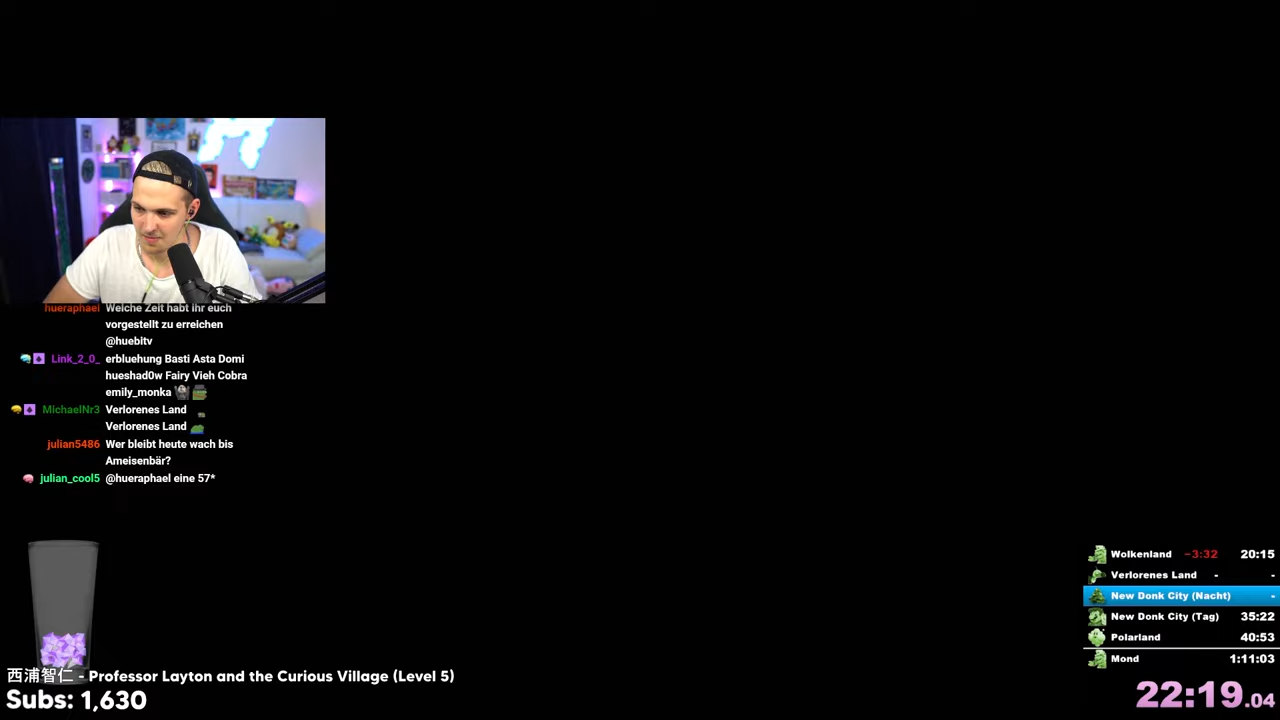 hueraphael Welche Zeit habt ihr euch
vorgestellt zu erreichen
@huebitv
Link_2_0_ erbluehung Basti Asta Domi
hueshad0w Fairy Vieh Cobra
emily_monka
MichaelNr3 Verlorenes Land
Verlorenes Land
julian5486 Wer bleibt heute wach bis
Ameisenbär?
julian_cool5 @hueraphael eine 57*
Wolkenland −3:32 20:15
Verlorenes Land - -
New Donk City (Nacht) -
New Donk City (Tag) 35:22
Polarland 40:53
Mond 1:11:03
22:19.04
西浦智仁 - Professor Layton and the Curious Village (Level 5)
Subs: 1,630